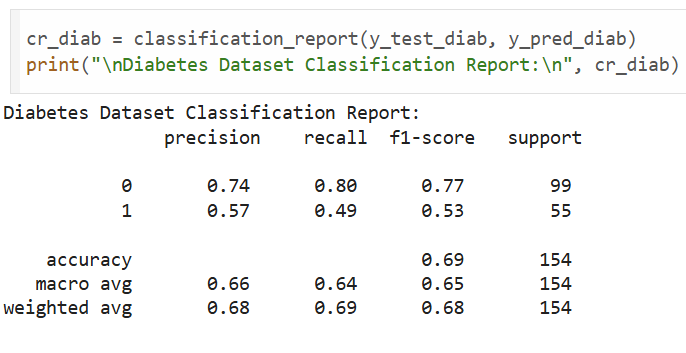 cr_diab = classification_report(y_test_diab, y_pred_diab)
print("\nDiabetes Dataset Classification Report:\n", cr_diab)
Diabetes Dataset Classification Report:
precision recall f1-score support
0 0.74 0.80 0.77 99
1 0.57 0.49 0.53 55
accuracy 0.69 154
macro avg 0.66 0.64 0.65 154
weighted avg 0.68 0.69 0.68 154